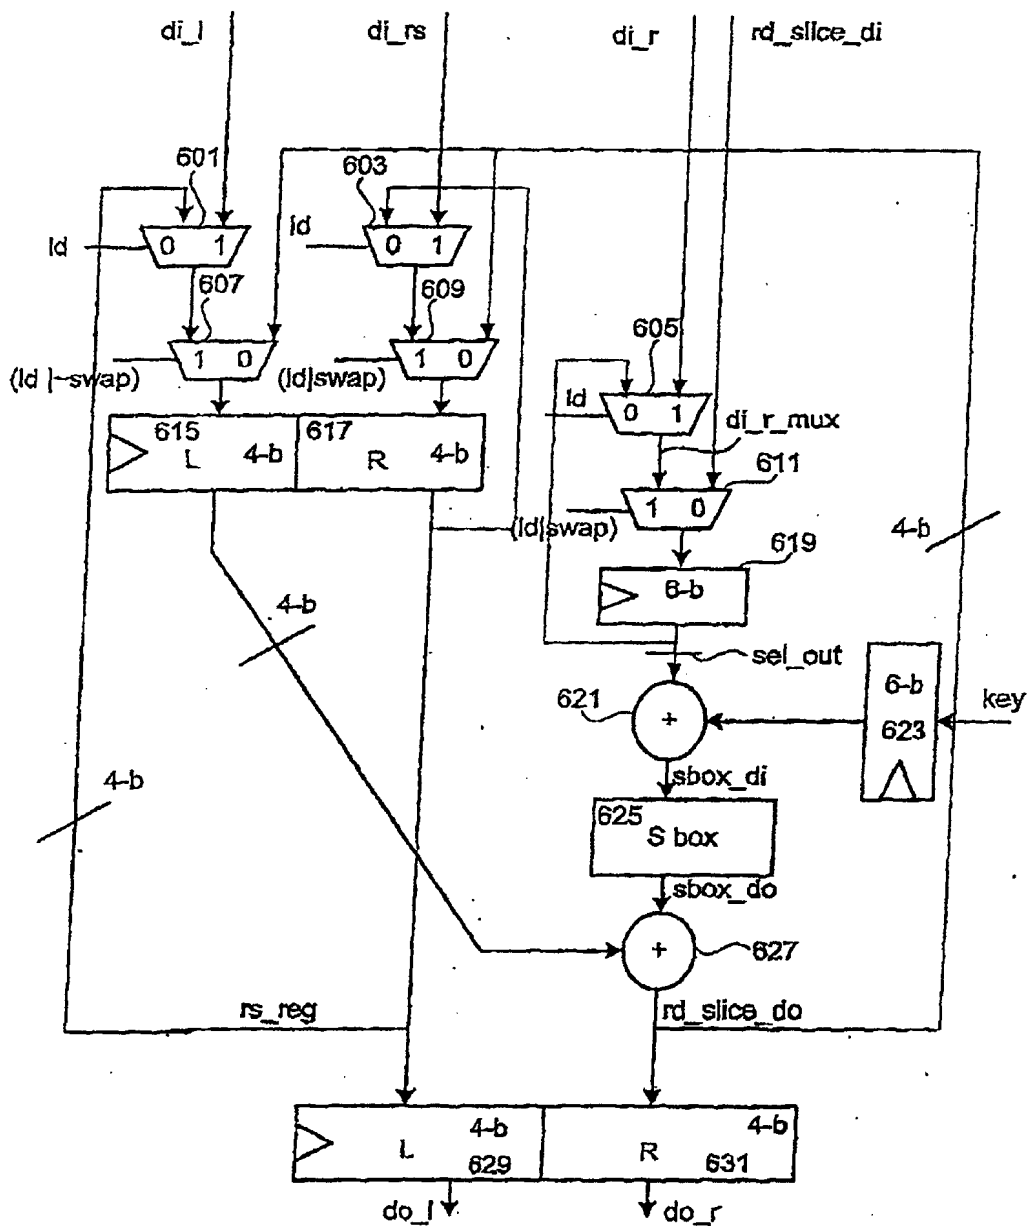 di_l di_rs di_r rd_slice_di
601 603
ld 0 1 ld 0 1
607 609
605
1 0 1 0
(ld |~swap) (ld|swap)
ld 0 1
di_r_mux
615 617
L 4-b R 4-b
611
1 0
(ld|swap)
4-b
619
6-b
4-b
sel_out
621 + 6-b key
623
sbox_di
4-b
625
S box
sbox_do
+ 627
rs_reg rd_slice_do
4-b 4-b
L R
629 631
do_l do_r